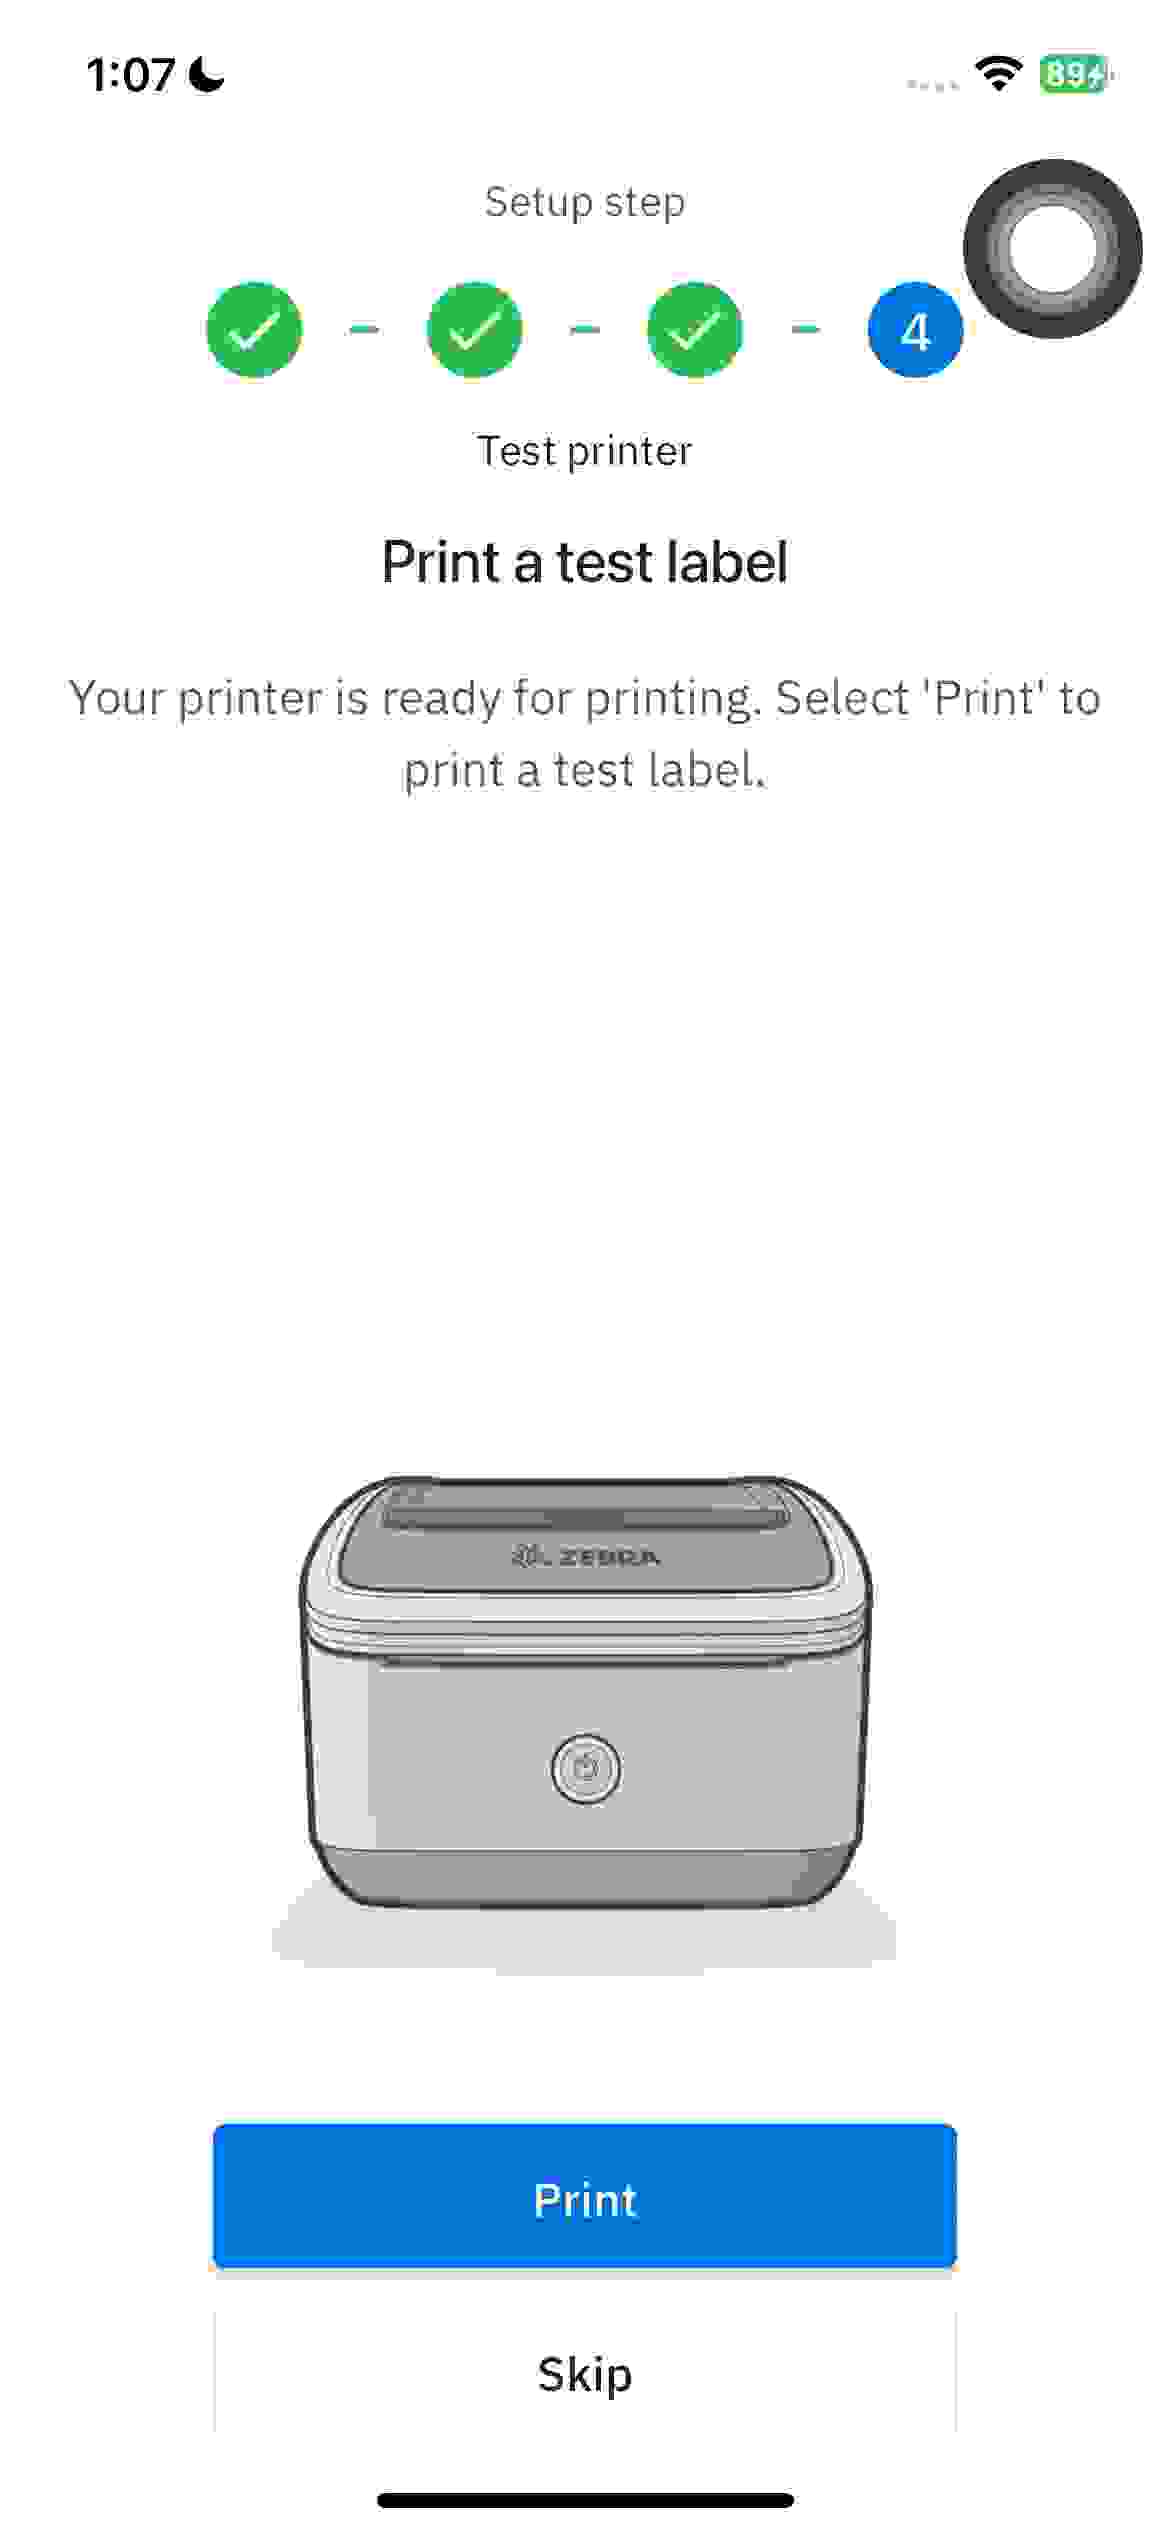 1:07
89
Setup step
4
Test printer
Print a test label
Your printer is ready for printing. Select 'Print' to
print a test label.
ZEBRA
Print
Skip